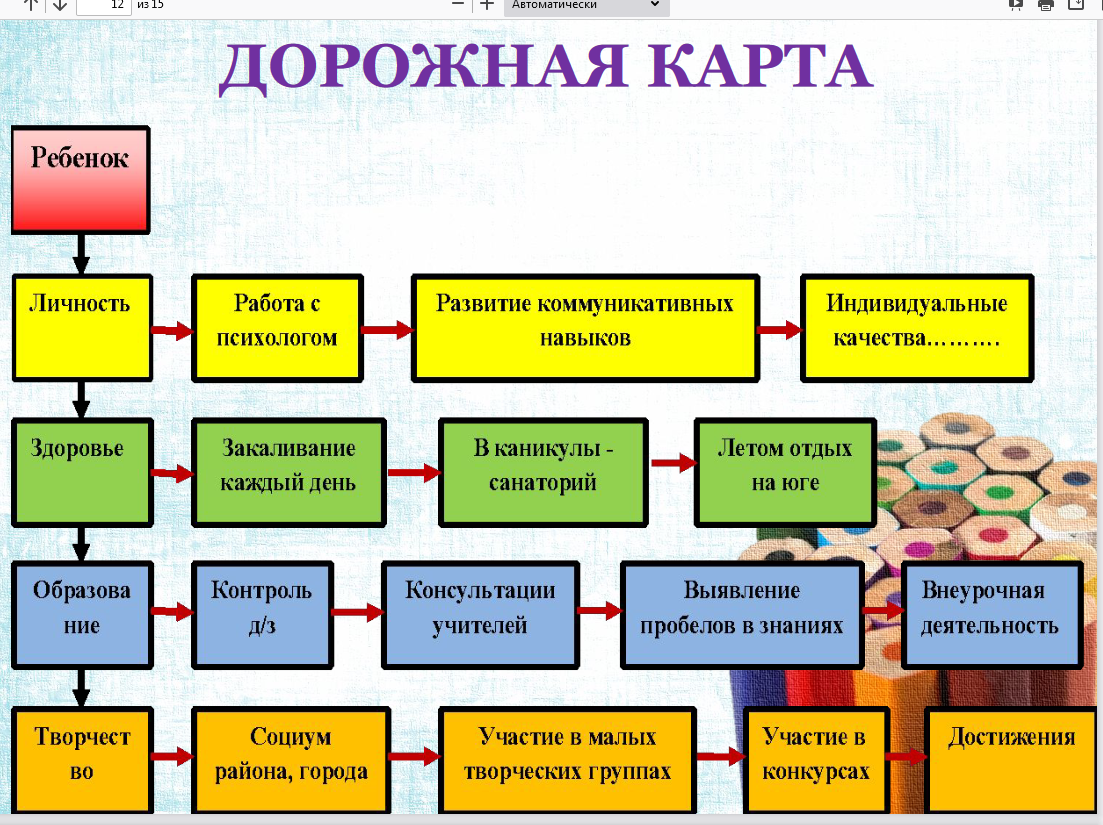 12 из 15
Автоматически
ДОРОЖНАЯ КАРТА
Ребенок
Личность
Работа с
психологом
Развитие коммуникативных
навыков
Индивидуальные
качества……….
Здоровье
Закаливание
каждый день
В каникулы -
санаторий
Летом отдых
на юге
Образова
ние
Контроль
д/з
Консультации
учителей
Выявление
пробелов в знаниях
Внеурочная
деятельность
Творчест
во
Социум
района, города
Участие в малых
творческих группах
Участие в
конкурсах
Достижения